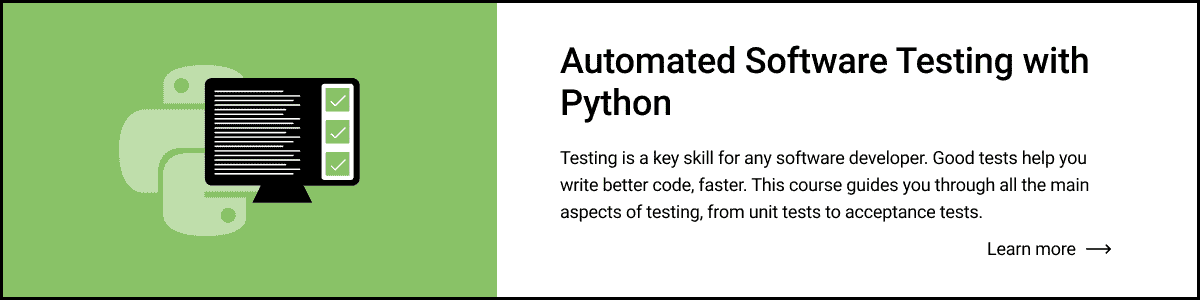 Automated Software Testing with
Python
Testing is a key skill for any software developer. Good tests help you
write better code, faster. This course guides you through all the main
aspects of testing, from unit tests to acceptance tests.
Learn more